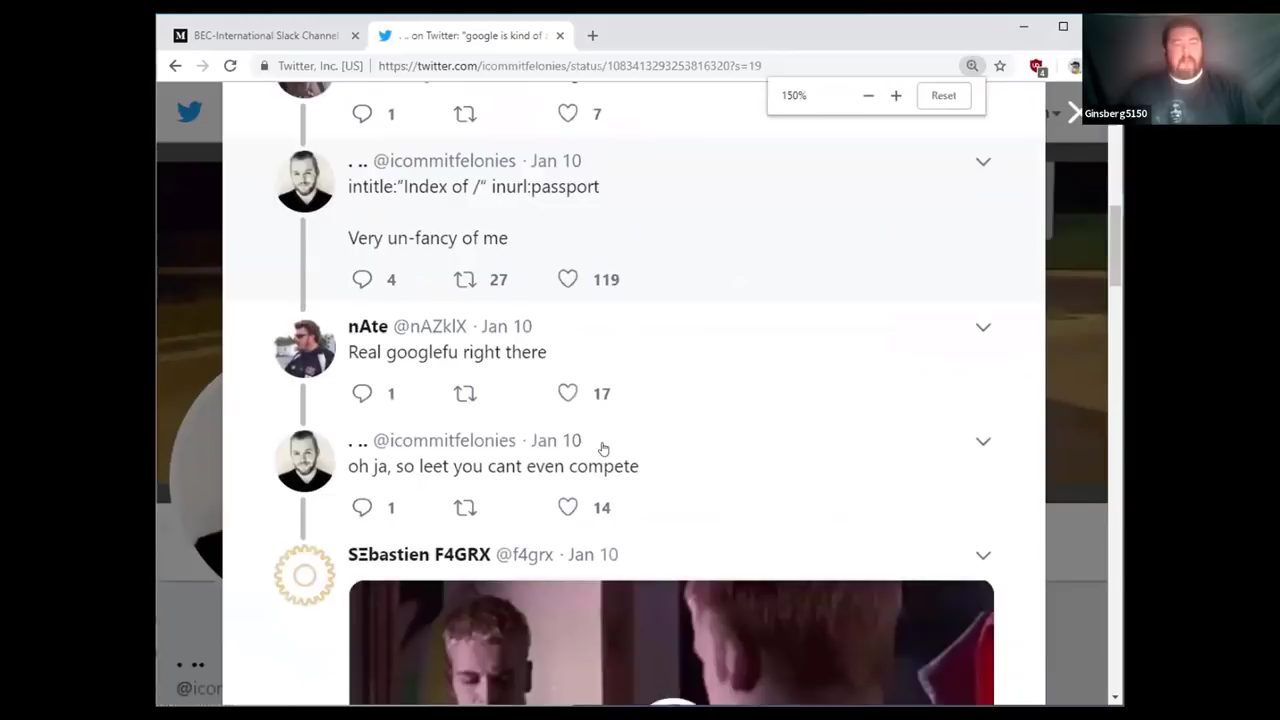 BEC-International Slack Channel
. .. on Twitter: "google is kind of a
Twitter, Inc. [US] | https://twitter.com/icommitfelonies/status/1083413293253816320?s=19
4
150% Reset
Ginsberg5150
1 7
. .. @icommitfelonies · Jan 10
intitle:"Index of /“ inurl:passport
Very un-fancy of me
4 27 119
nAte @nAZklX · Jan 10
Real googlefu right there
1 17
. .. @icommitfelonies · Jan 10
oh ja, so leet you cant even compete
1 14
SΞbastien F4GRX @f4grx · Jan 10
. ..
@icor